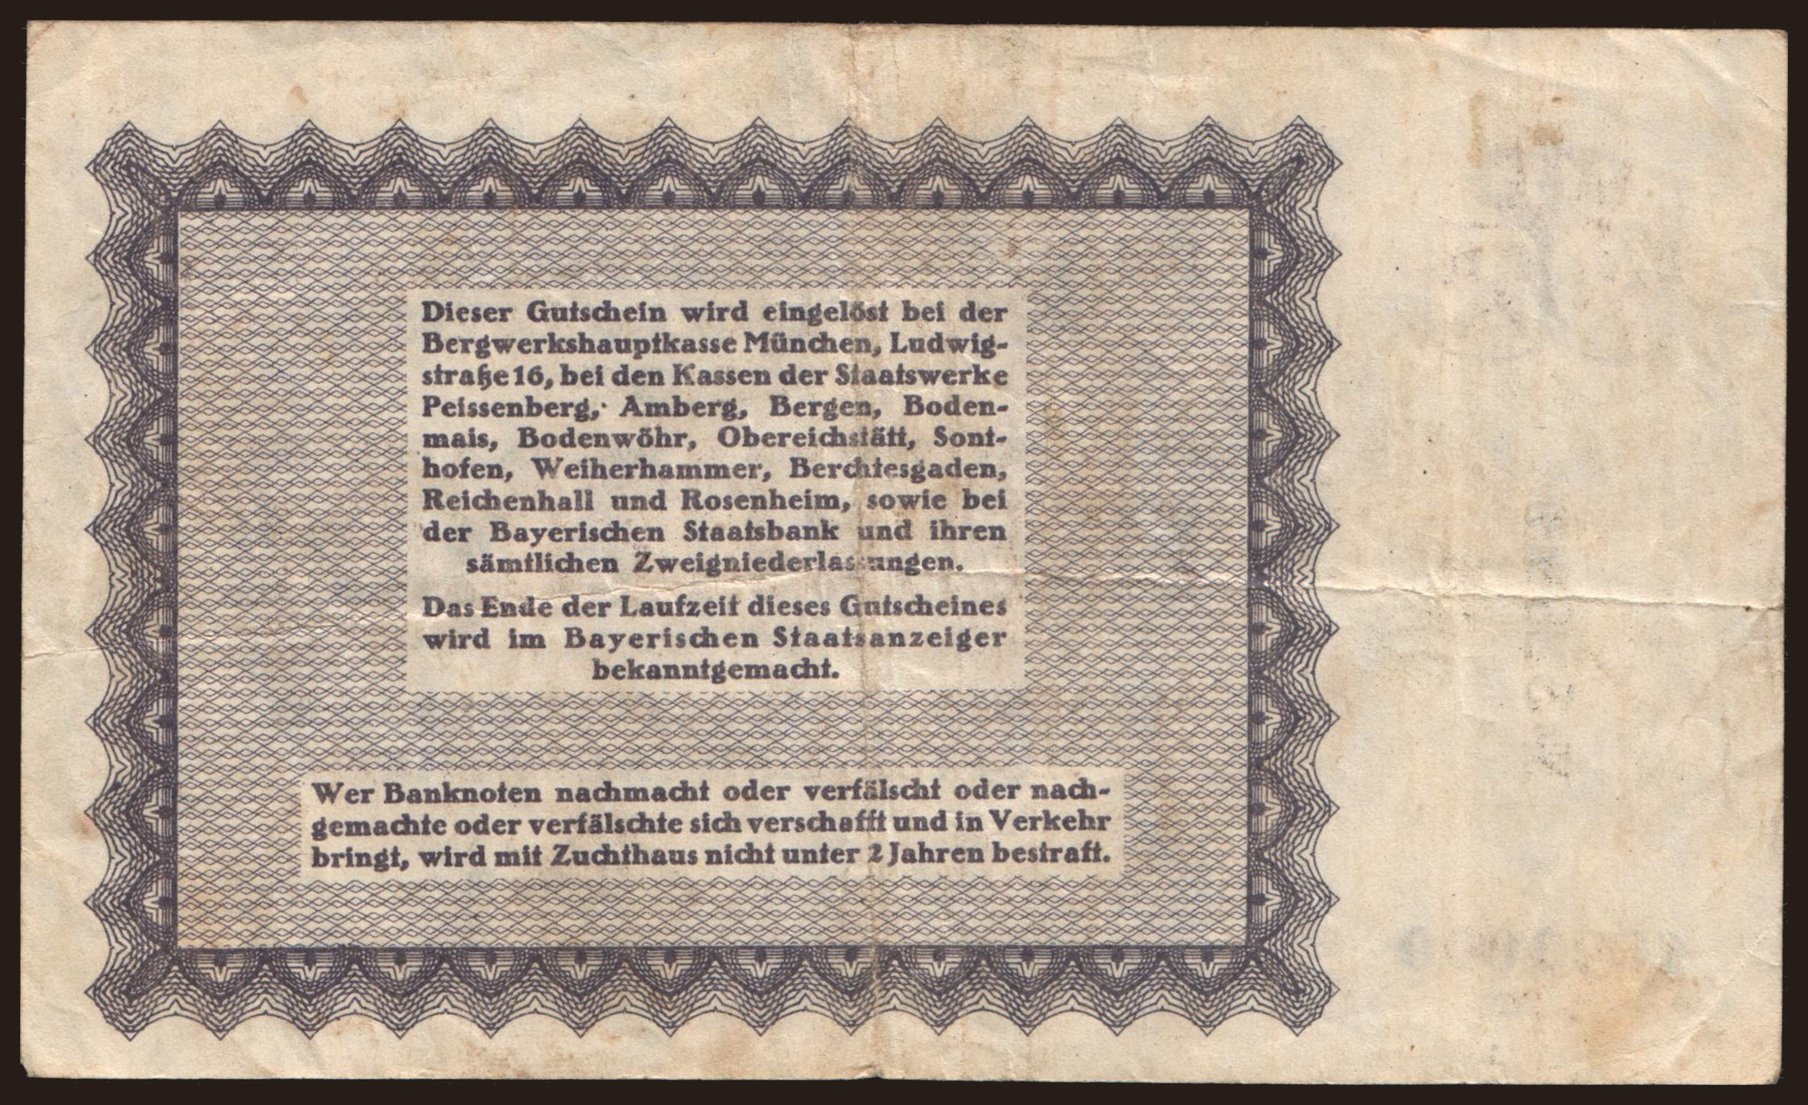 Dieser Gutschein wird eingelöst bei der
Bergwerkshauptkasse München, Ludwig-
straße 16, bei den Kassen der Staatswerke
Peissenberg, Amberg, Bergen, Boden-
mais, Bodenwöhr, Obereichstätt, Sont-
hofen, Weiherhammer, Berchtesgaden,
Reichenhall und Rosenheim, sowie bei
der Bayerischen Staatsbank und ihren
sämtlichen Zweigniederlassungen.
Das Ende der Laufzeit dieses Gutscheines
wird im Bayerischen Staatsanzeiger
bekanntgemacht.
Wer Banknoten nachmacht oder verfälscht oder nach-
gemachte oder verfälschte sich verschafft und in Verkehr
bringt, wird mit Zuchthaus nicht unter 2 Jahren bestraft.